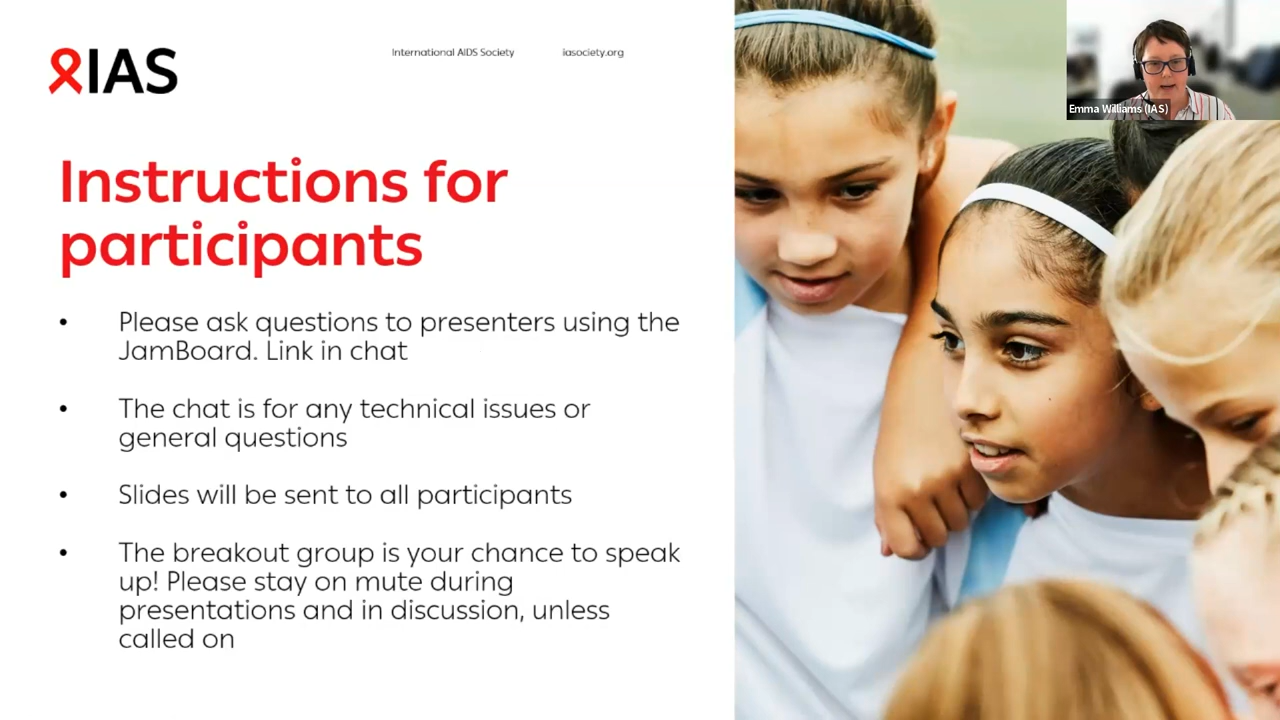 IAS
International AIDS Society
iasociety.org
Emma Williams (IAS)
Instructions for
participants
• Please ask questions to presenters using the
JamBoard. Link in chat
• The chat is for any technical issues or
general questions
• Slides will be sent to all participants
• The breakout group is your chance to speak
up! Please stay on mute during
presentations and in discussion, unless
called on